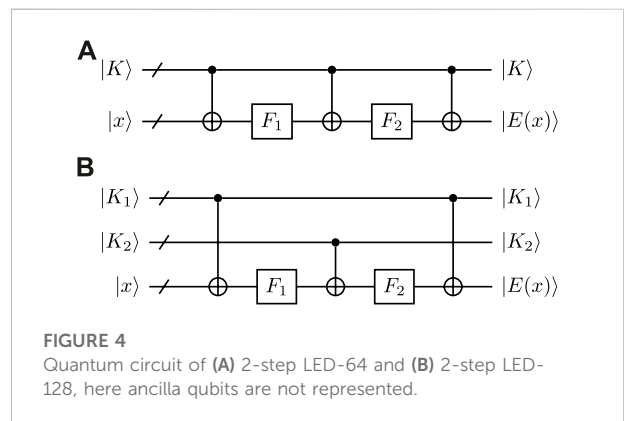 A
|K⟩ |K⟩
|x⟩ F₁ F₂ |E(x)⟩
B
|K₁⟩ |K₁⟩
|K₂⟩ |K₂⟩
|x⟩ F₁ F₂ |E(x)⟩
FIGURE 4
Quantum circuit of (A) 2-step LED-64 and (B) 2-step LED-
128, here ancilla qubits are not represented.